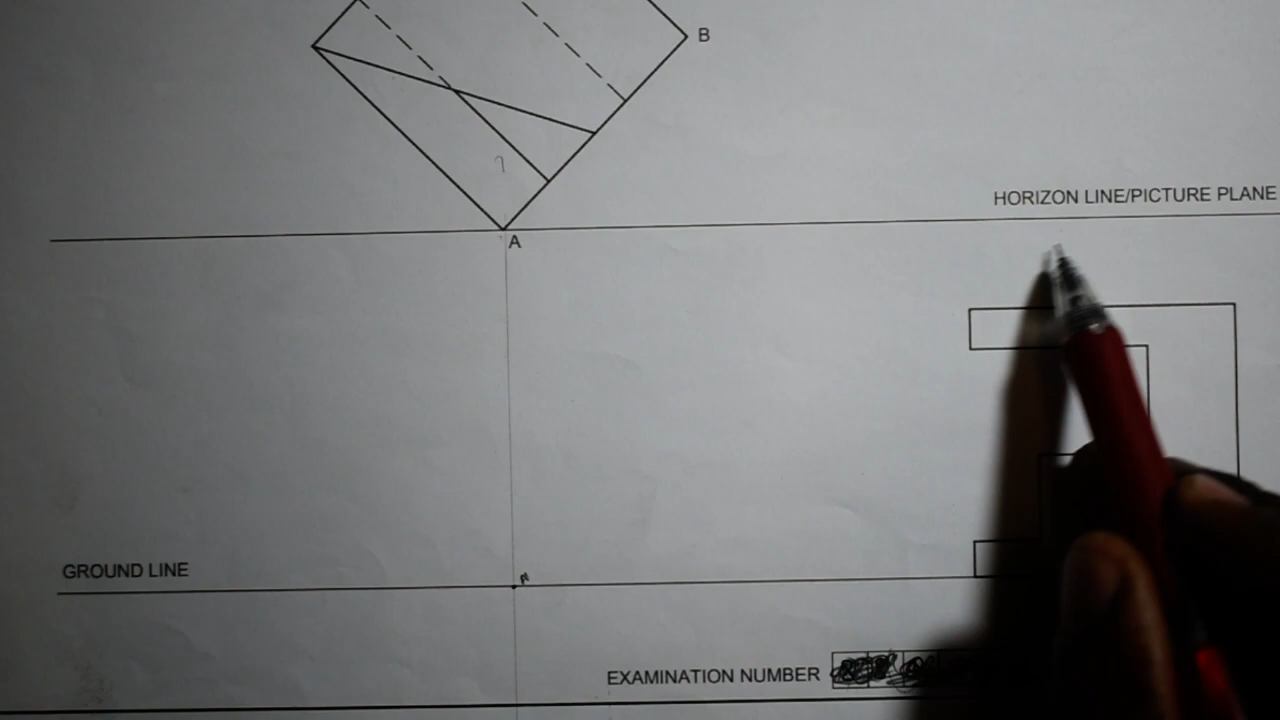 B
HORIZON LINE/PICTURE PLANE
A
GROUND LINE
EXAMINATION NUMBER